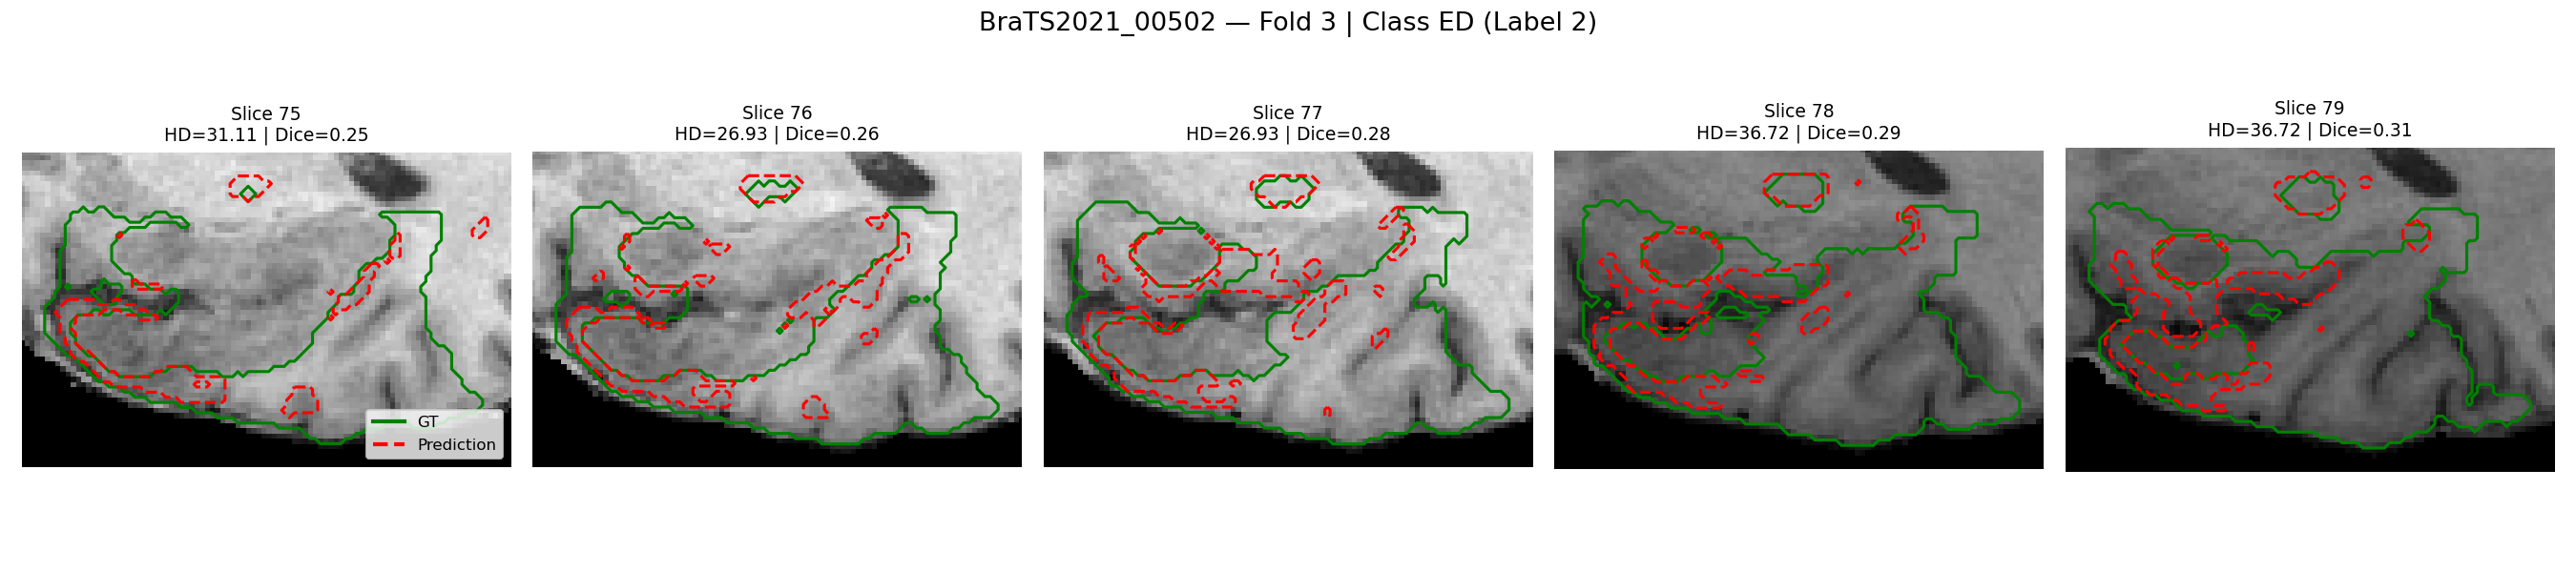 BraTS2021_00502 — Fold 3 | Class ED (Label 2)
Slice 75
HD=31.11 | Dice=0.25
Slice 76
HD=26.93 | Dice=0.26
Slice 77
HD=26.93 | Dice=0.28
Slice 78
HD=36.72 | Dice=0.29
Slice 79
HD=36.72 | Dice=0.31
GT
Prediction